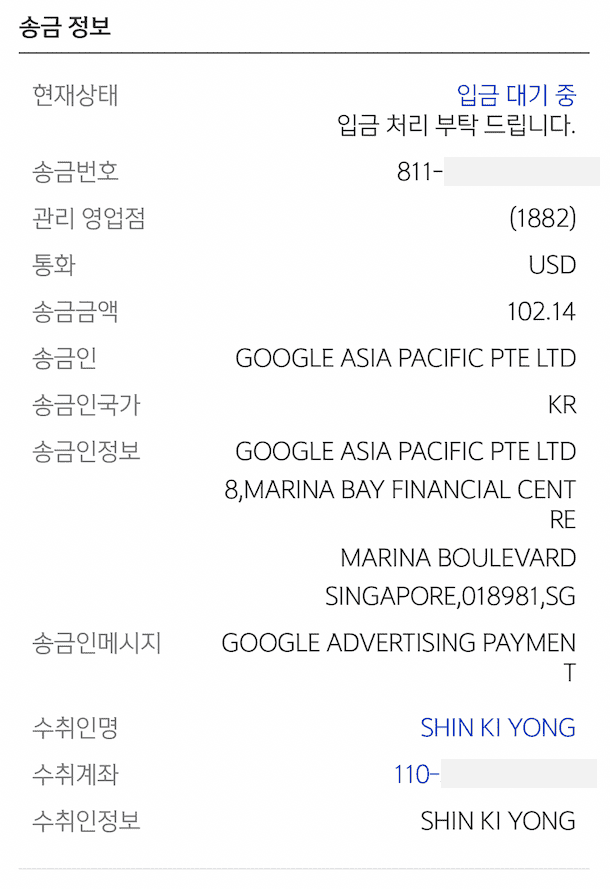 송금 정보
현재상태 입금 대기 중
입금 처리 부탁 드립니다.
송금번호 811-
관리 영업점 (1882)
통화 USD
송금금액 102.14
송금인 GOOGLE ASIA PACIFIC PTE LTD
송금인국가 KR
송금인정보 GOOGLE ASIA PACIFIC PTE LTD
8,MARINA BAY FINANCIAL CENT
RE
MARINA BOULEVARD
SINGAPORE,018981,SG
송금인메시지 GOOGLE ADVERTISING PAYMEN
T
수취인명 SHIN KI YONG
수취계좌 110-
수취인정보 SHIN KI YONG